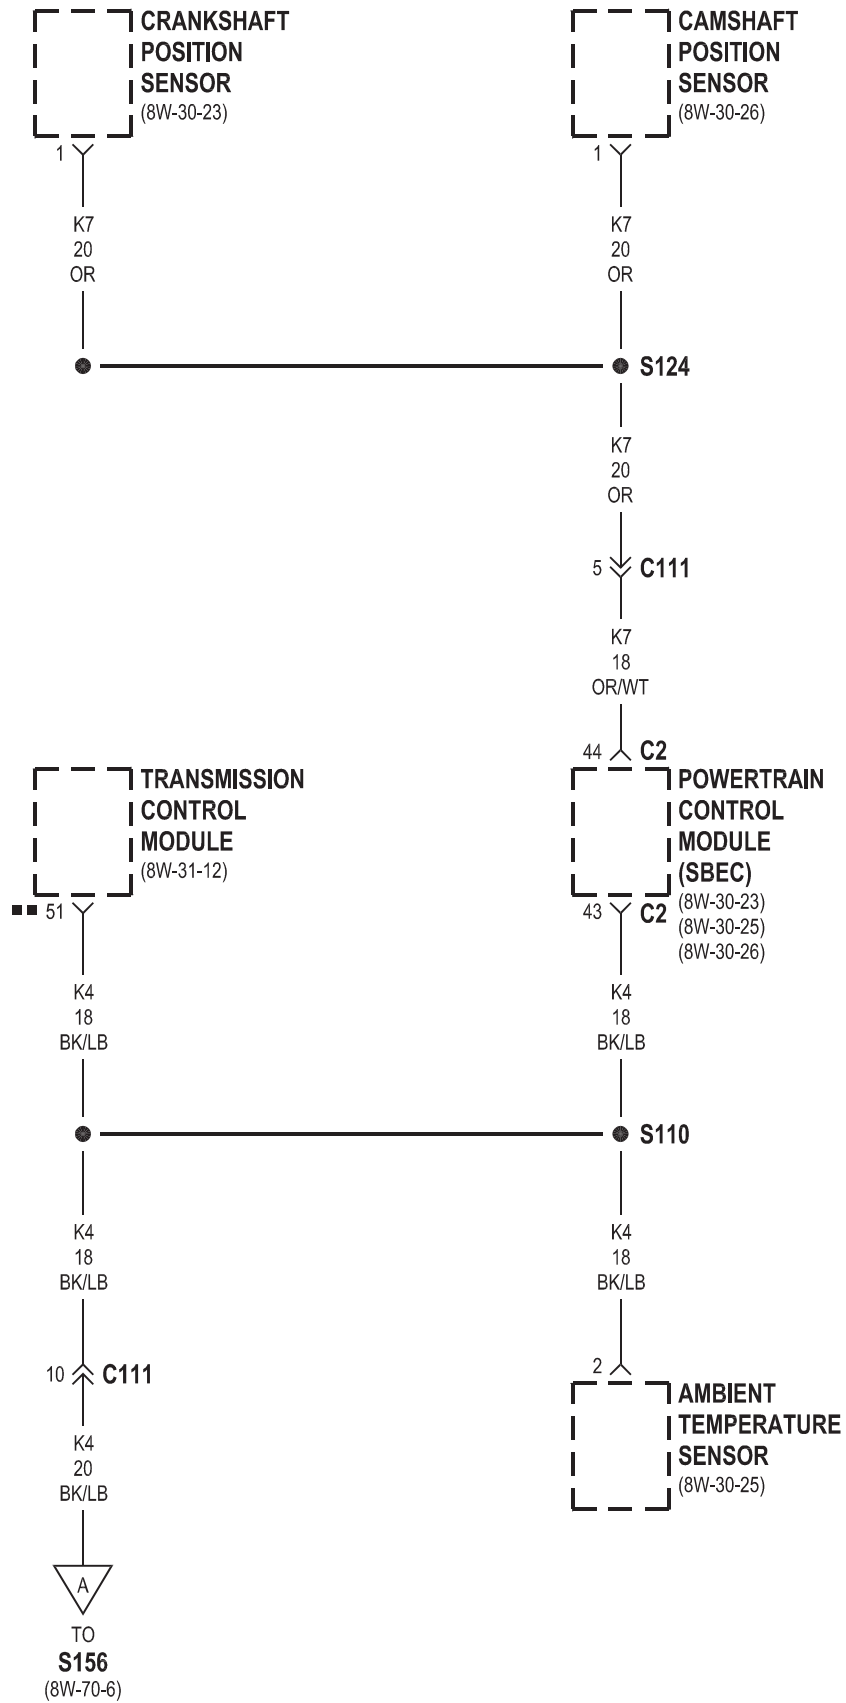 CRANKSHAFT
POSITION
SENSOR
(8W-30-23)
1
K7
20
OR
CAMSHAFT
POSITION
SENSOR
(8W-30-26)
1
K7
20
OR
S124
K7
20
OR
5 C111
K7
18
OR/WT
44 C2
TRANSMISSION
CONTROL
MODULE
(8W-31-12)
51
K4
18
BK/LB
POWERTRAIN
CONTROL
MODULE
(SBEC)
(8W-30-23)
(8W-30-25)
(8W-30-26)
43 C2
K4
18
BK/LB
S110
K4
18
BK/LB
10 C111
K4
20
BK/LB
A
TO
S156
(8W-70-6)
K4
18
BK/LB
2
AMBIENT
TEMPERATURE
SENSOR
(8W-30-25)